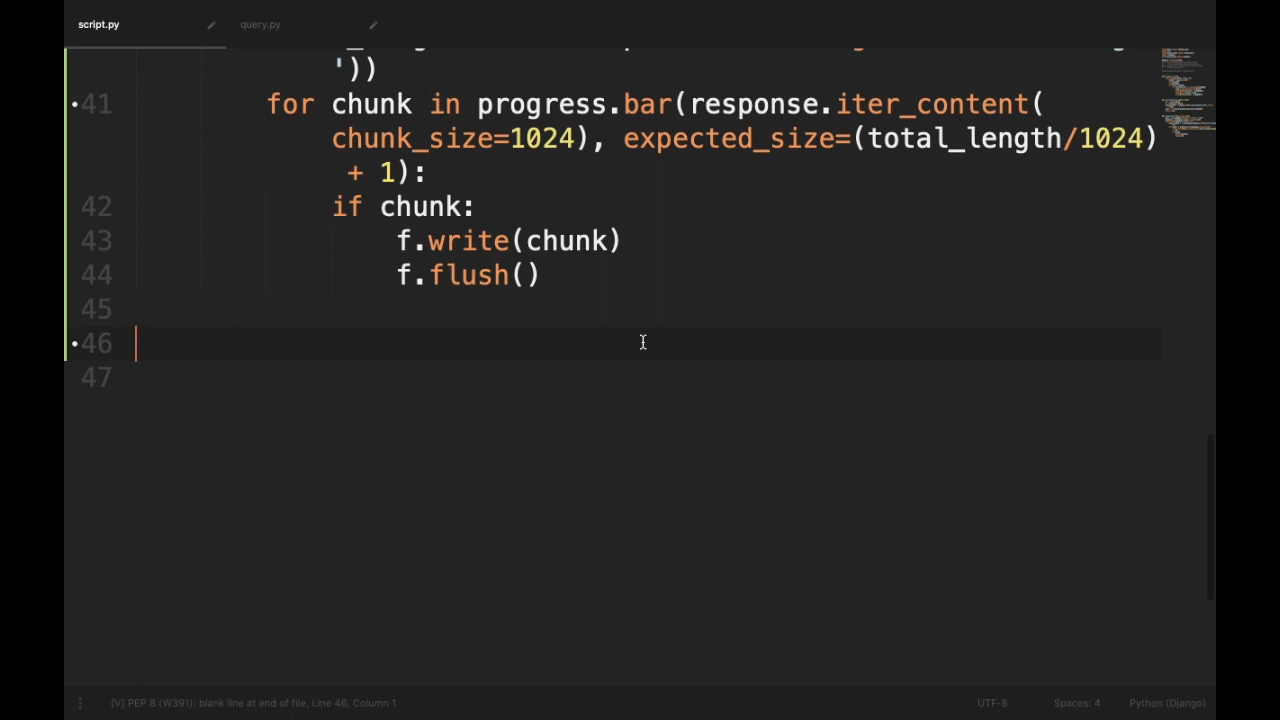 script.py
query.py
'))
41 for chunk in progress.bar(response.iter_content(
chunk_size=1024), expected_size=(total_length/1024)
+ 1):
42 if chunk:
43 f.write(chunk)
44 f.flush()
45
46
47
[V] PEP 8 (W391): blank line at end of file, Line 46, Column 1
UTF-8
Spaces: 4
Python (Django)